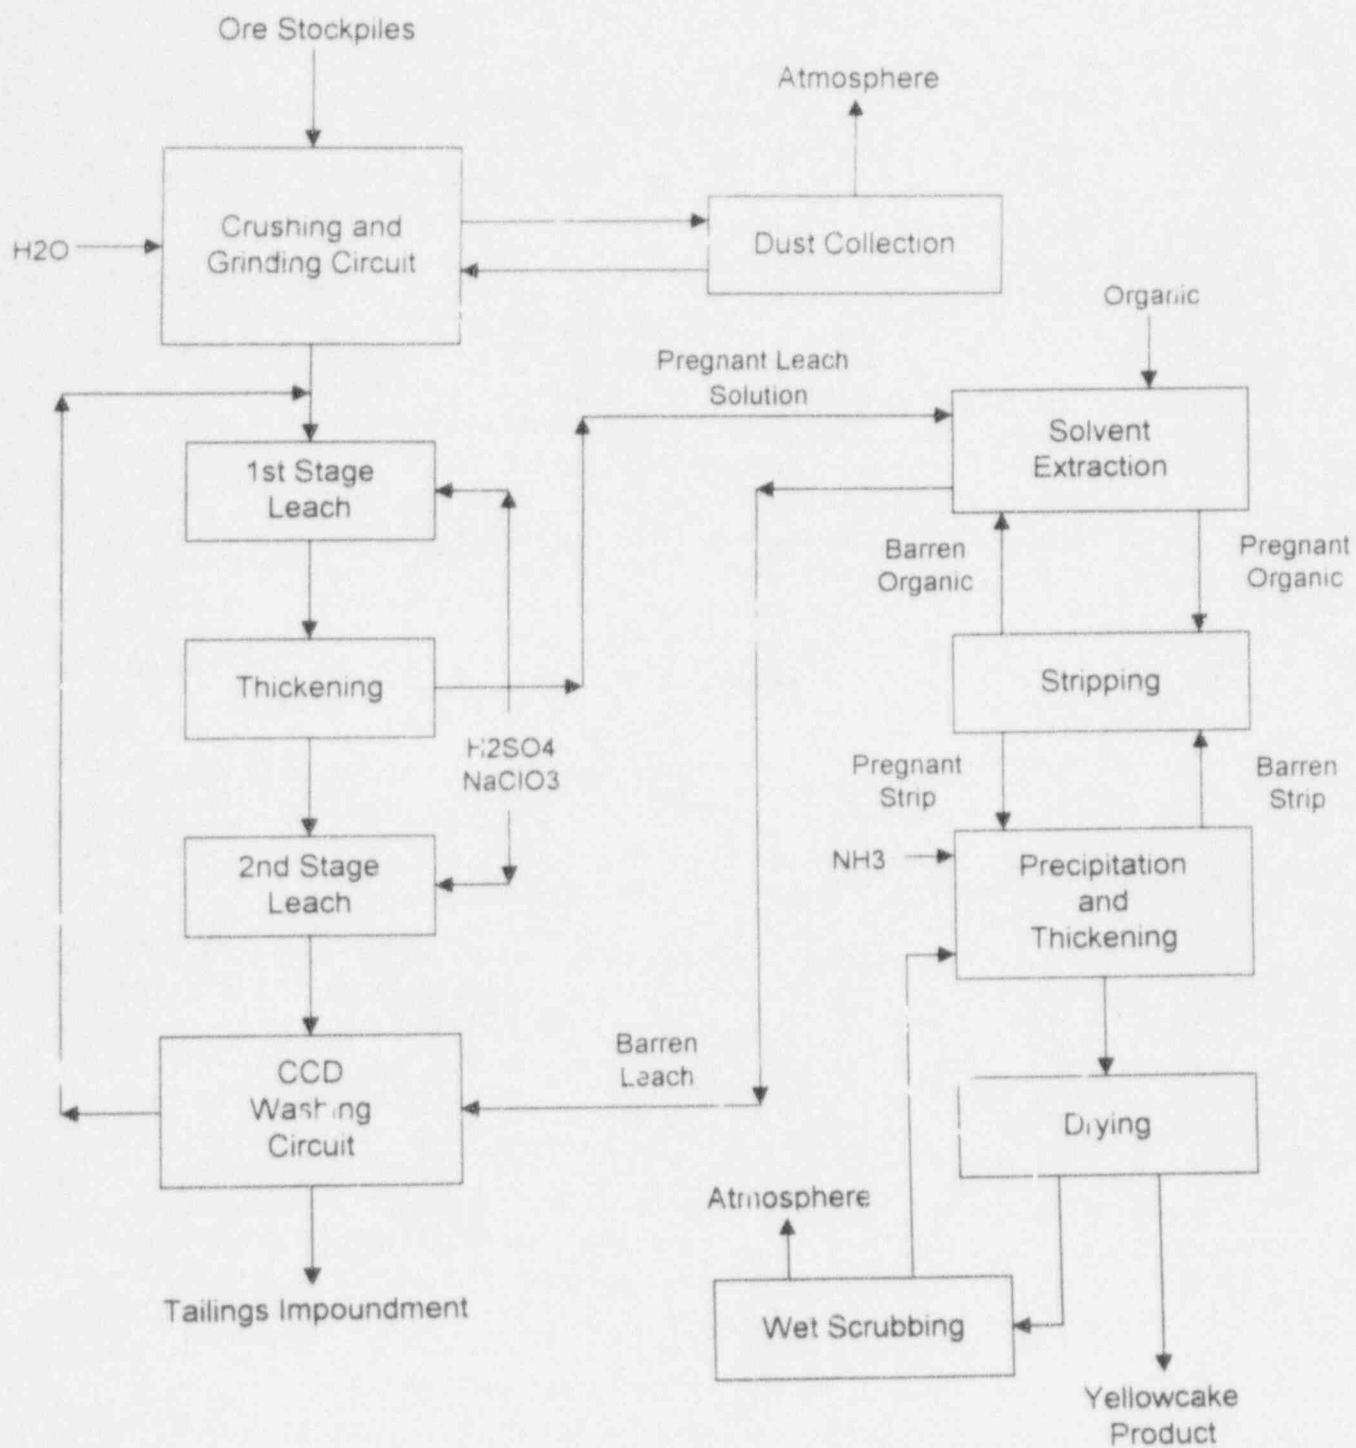 Ore Stockpiles
Atmosphere
Crushing and
Grinding Circuit
H2O
Dust Collection
Organic
Pregnant Leach
Solution
Solvent
Extraction
1st Stage
Leach
Barren
Organic
Pregnant
Organic
Thickening
Stripping
H2SO4
NaClO3
Pregnant
Strip
Barren
Strip
2nd Stage
Leach
NH3
Precipitation
and
Thickening
CCD
Washing
Circuit
Barren
Leach
Drying
Atmosphere
Tailings Impoundment
Wet Scrubbing
Yellowcake
Product